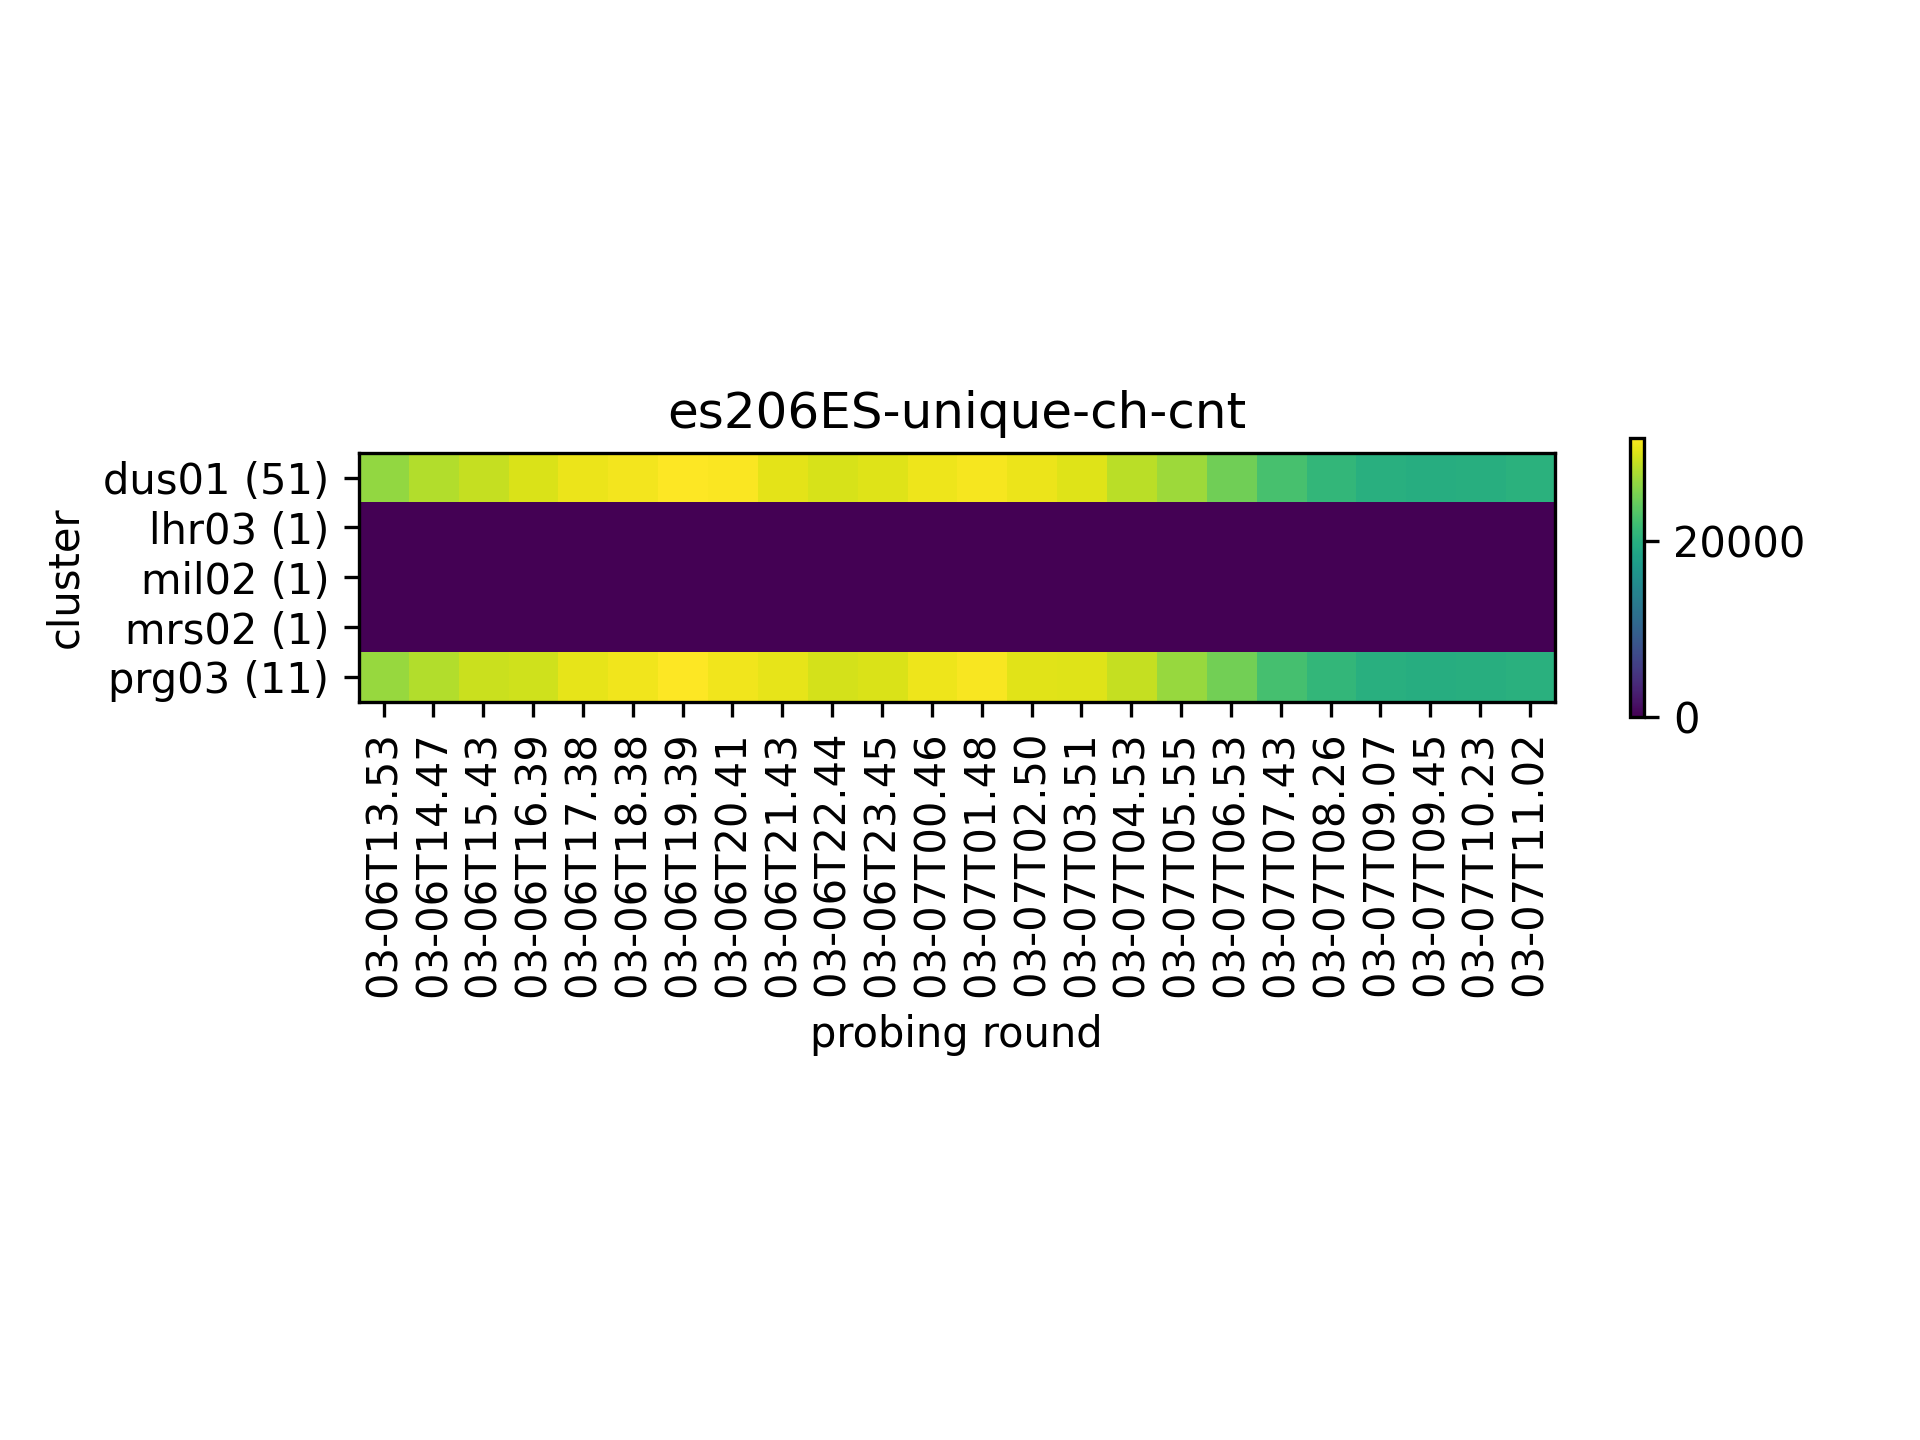 es206ES-unique-ch-cnt
cluster
dus01 (51)
lhr03 (1)
mil02 (1)
mrs02 (1)
prg03 (11)
20000
0
03-06T13.53
03-06T14.47
03-06T15.43
03-06T16.39
03-06T17.38
03-06T18.38
03-06T19.39
03-06T20.41
03-06T21.43
03-06T22.44
03-06T23.45
03-07T00.46
03-07T01.48
03-07T02.50
03-07T03.51
03-07T04.53
03-07T05.55
03-07T06.53
03-07T07.43
03-07T08.26
03-07T09.07
03-07T09.45
03-07T10.23
03-07T11.02
probing round